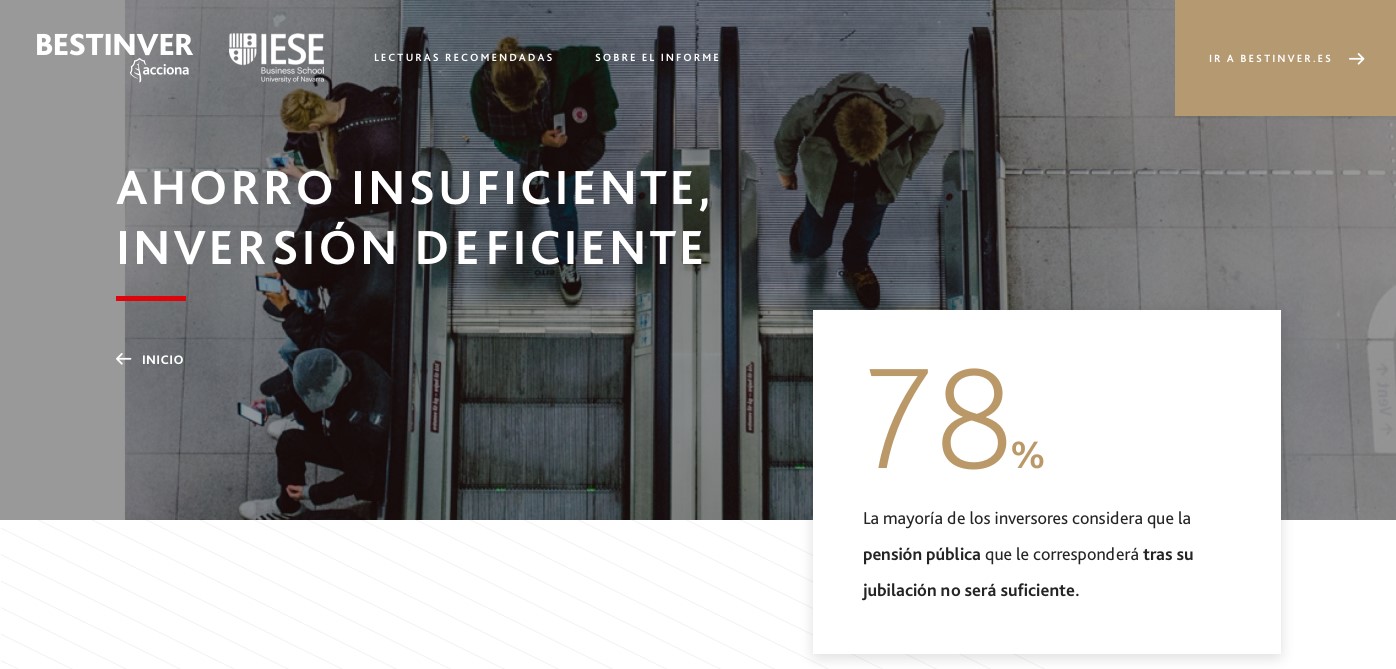 BESTINVER
acciona
IESE
Business School
University of Navarra
LECTURAS RECOMENDADAS
SOBRE EL INFORME
IR A BESTINVER.ES
AHORRO INSUFICIENTE,
INVERSIÓN DEFICIENTE
INICIO
78%
La mayoría de los inversores considera que la
pensión pública que le corresponderá tras su
jubilación no será suficiente.